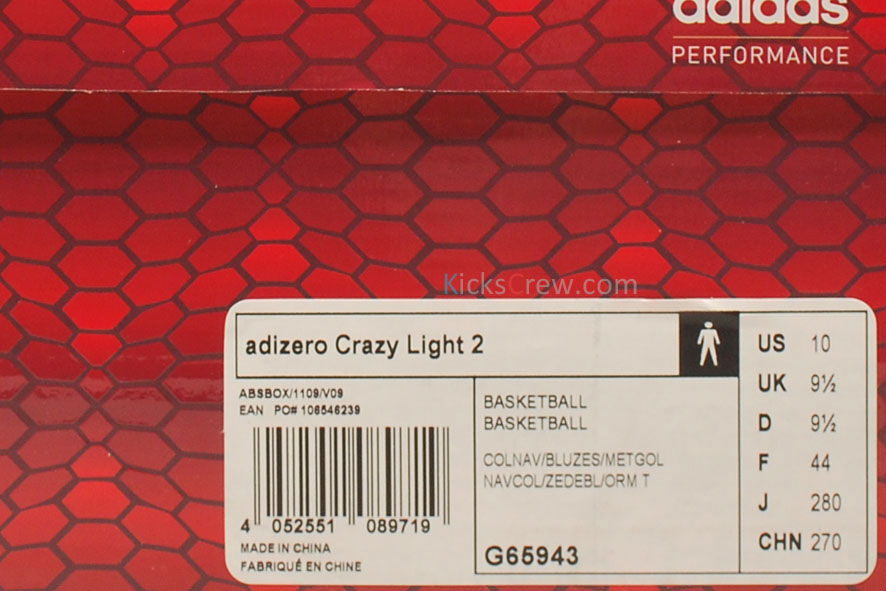 adidas
PERFORMANCE
KicksCrew.com
adizero Crazy Light 2
ABSBOX/1109/V09
EAN PO# 106546239
4 052551 089719
MADE IN CHINA
FABRIQUÉ EN CHINE
BASKETBALL
BASKETBALL
COLNAV/BLUZES/METGOL
NAVCOL/ZEDEBL/ORM T
G65943
US 10
UK 9½
D 9½
F 44
J 280
CHN 270